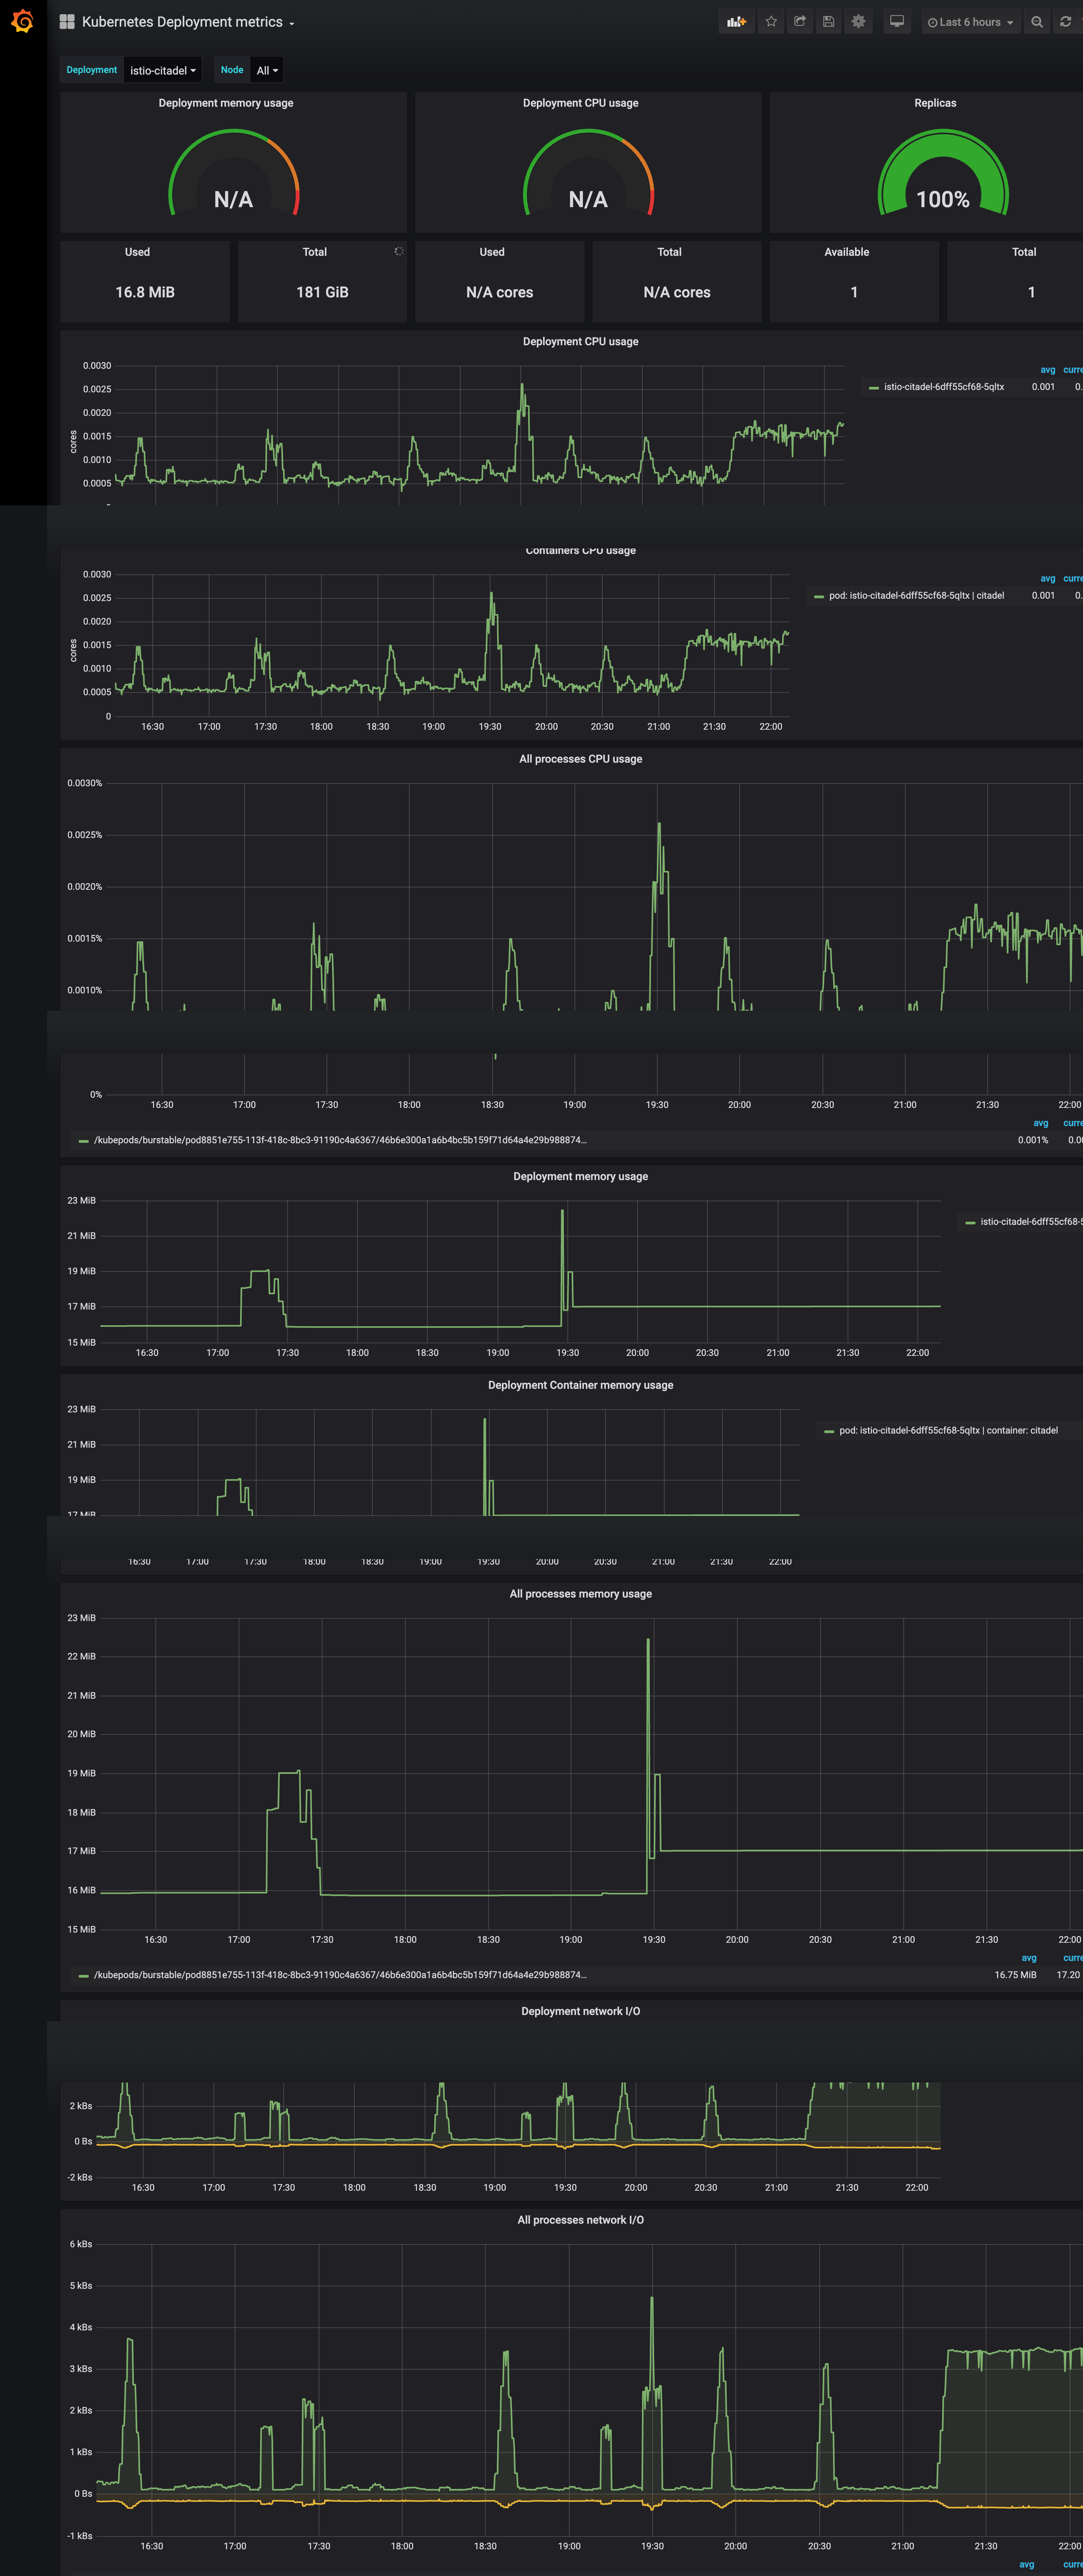 Kubernetes Deployment metrics
Last 6 hours
Deployment istio-citadel Node All
Deployment memory usage Deployment CPU usage Replicas
N/A N/A 100%
Used Total Used Total Available Total
16.8 MiB 181 GiB N/A cores N/A cores 1 1
Deployment CPU usage
avg curre
istio-citadel-6dff55cf68-5qltx 0.001 0.
0.0030
0.0025
0.0020
0.0015
0.0010
0.0005
cores
Containers CPU usage
avg curre
pod: istio-citadel-6dff55cf68-5qltx | citadel 0.001 0.
0.0030
0.0025
0.0020
0.0015
0.0010
0.0005
0
cores
16:30 17:00 17:30 18:00 18:30 19:00 19:30 20:00 20:30 21:00 21:30 22:00
All processes CPU usage
0.0030%
0.0025%
0.0020%
0.0015%
0.0010%
0%
16:30 17:00 17:30 18:00 18:30 19:00 19:30 20:00 20:30 21:00 21:30 22:00
avg curre
/kubepods/burstable/pod8851e755-113f-418c-8bc3-91190c4a6367/46b6e300a1a6b4bc5b159f71d64a4e29b988874... 0.001% 0.00
Deployment memory usage
istio-citadel-6dff55cf68-5
23 MiB
21 MiB
19 MiB
17 MiB
15 MiB
16:30 17:00 17:30 18:00 18:30 19:00 19:30 20:00 20:30 21:00 21:30 22:00
Deployment Container memory usage
pod: istio-citadel-6dff55cf68-5qltx | container: citadel
23 MiB
21 MiB
19 MiB
17 MiB
16:30 17:00 17:30 18:00 18:30 19:00 19:30 20:00 20:30 21:00 21:30 22:00
All processes memory usage
23 MiB
22 MiB
21 MiB
20 MiB
19 MiB
18 MiB
17 MiB
16 MiB
15 MiB
16:30 17:00 17:30 18:00 18:30 19:00 19:30 20:00 20:30 21:00 21:30 22:00
avg curre
/kubepods/burstable/pod8851e755-113f-418c-8bc3-91190c4a6367/46b6e300a1a6b4bc5b159f71d64a4e29b988874... 16.75 MiB 17.20
Deployment network I/O
2 kBs
0 Bs
-2 kBs
16:30 17:00 17:30 18:00 18:30 19:00 19:30 20:00 20:30 21:00 21:30 22:00
All processes network I/O
6 kBs
5 kBs
4 kBs
3 kBs
2 kBs
1 kBs
0 Bs
-1 kBs
16:30 17:00 17:30 18:00 18:30 19:00 19:30 20:00 20:30 21:00 21:30 22:00
avg curre